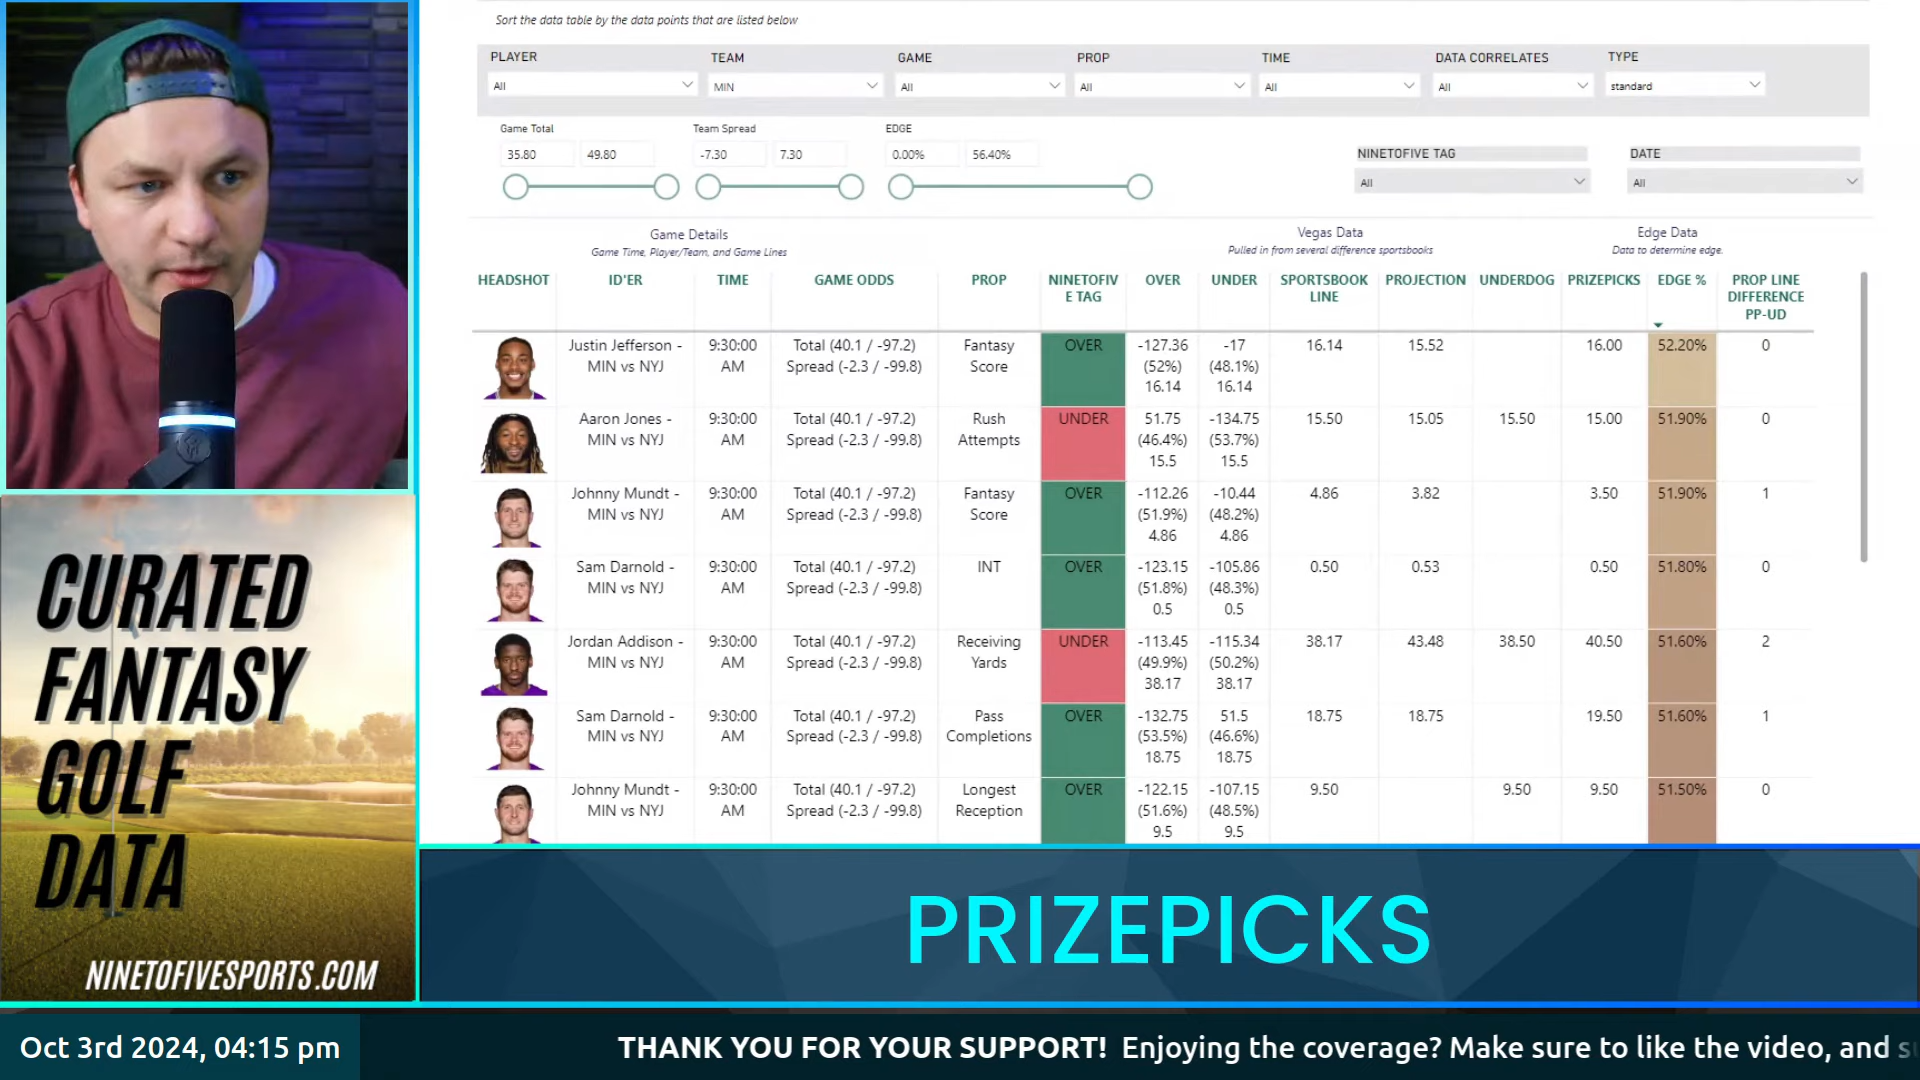 Sort the data table by the data points that are listed below
PLAYER TEAM GAME PROP TIME DATA CORRELATES TYPE
All MIN All All All All standard
Game Total Team Spread EDGE
35.80 49.80 -7.30 7.30 0.00% 56.40%
NINETOFIVE TAG DATE
All All
Game Details Vegas Data Edge Data
Game Time, Player/Team, and Game Lines Pulled in from several difference sportsbooks Data to determine edge.
HEADSHOT ID'ER TIME GAME ODDS PROP NINETOFIV OVER UNDER SPORTSBOOK PROJECTION UNDERDOG PRIZEPICKS EDGE % PROP LINE
E TAG LINE DIFFERENCE
PP-UD
Justin Jefferson - 9:30:00 Total (40.1 / -97.2) Fantasy OVER -127.36 -17 16.14 15.52 16.00 52.20% 0
MIN vs NYJ AM Spread (-2.3 / -99.8) Score (52%) (48.1%)
16.14 16.14
Aaron Jones - 9:30:00 Total (40.1 / -97.2) Rush UNDER 51.75 -134.75 15.50 15.05 15.50 15.00 51.90% 0
MIN vs NYJ AM Spread (-2.3 / -99.8) Attempts (46.4%) (53.7%)
15.5 15.5
Johnny Mundt - 9:30:00 Total (40.1 / -97.2) Fantasy OVER -112.26 -10.44 4.86 3.82 3.50 51.90% 1
MIN vs NYJ AM Spread (-2.3 / -99.8) Score (51.9%) (48.2%)
4.86 4.86
Sam Darnold - 9:30:00 Total (40.1 / -97.2) INT OVER -123.15 -105.86 0.50 0.53 0.50 51.80% 0
MIN vs NYJ AM Spread (-2.3 / -99.8) (51.8%) (48.3%)
0.5 0.5
Jordan Addison - 9:30:00 Total (40.1 / -97.2) Receiving UNDER -113.45 -115.34 38.17 43.48 38.50 40.50 51.60% 2
MIN vs NYJ AM Spread (-2.3 / -99.8) Yards (49.9%) (50.2%)
38.17 38.17
Sam Darnold - 9:30:00 Total (40.1 / -97.2) Pass OVER -132.75 51.5 18.75 18.75 19.50 51.60% 1
MIN vs NYJ AM Spread (-2.3 / -99.8) Completions (53.5%) (46.6%)
18.75 18.75
Johnny Mundt - 9:30:00 Total (40.1 / -97.2) Longest OVER -122.15 -107.15 9.50 9.50 9.50 51.50% 0
MIN vs NYJ AM Spread (-2.3 / -99.8) Reception (51.6%) (48.5%)
9.5 9.5
CURATED
FANTASY
GOLF
DATA
NINETOFIVESPORTS.COM
PRIZEPICKS
Oct 3rd 2024, 04:15 pm
THANK YOU FOR YOUR SUPPORT! Enjoying the coverage? Make sure to like the video, and